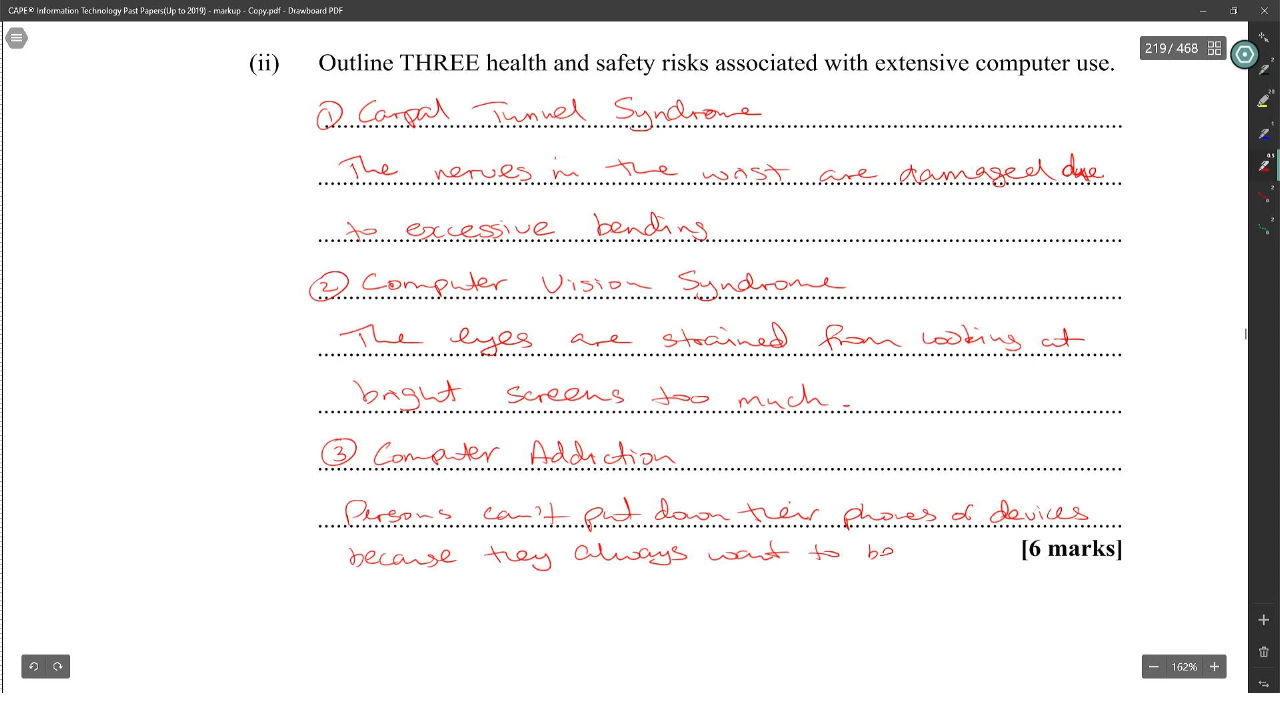 CAPE® Information Technology Past Papers(Up to 2019) - markup - Copy.pdf - Drawboard PDF
219 / 468
(ii) Outline THREE health and safety risks associated with extensive computer use.
① Carpal Tunnel Syndrome
The nerves in the wrist are damaged due
to excessive bending
② Computer Vision Syndrome
The eyes are strained from looking at
bright screens too much.
③ Computer Addiction
Persons can't put down their phones or devices
because they always want to be
[6 marks]
162%